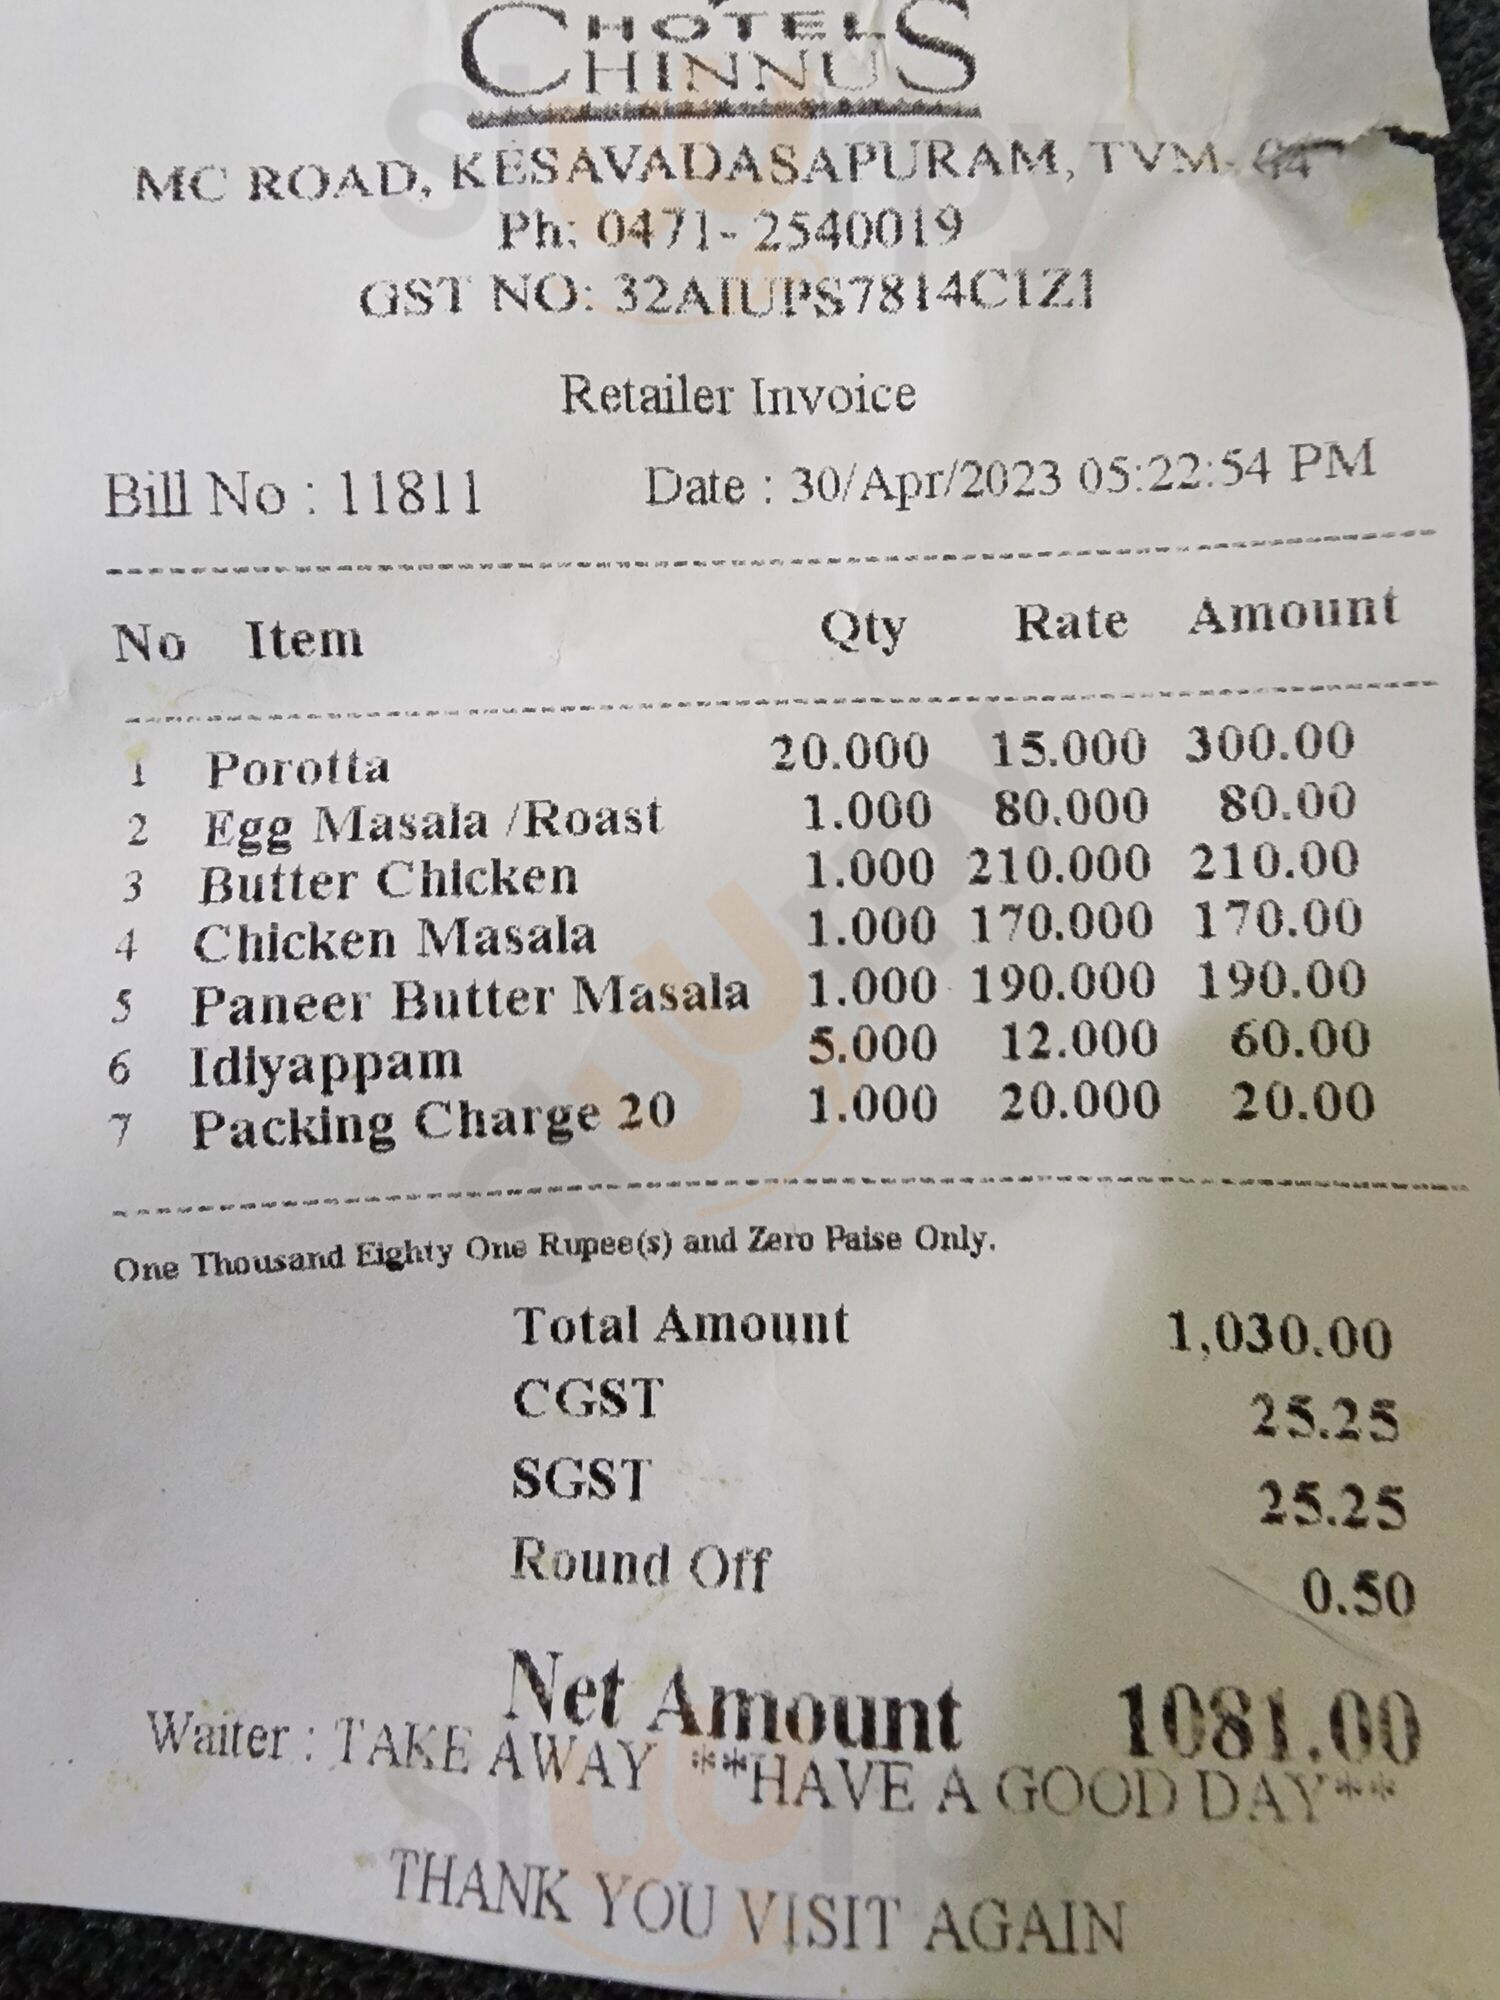 HOTEL
CHINNUS
MC ROAD, KESAVADASAPURAM, TVM- 04
Ph: 0471- 2540019
GST NO: 32AIUPS7814C1Z1
Retailer Invoice
Bill No : 11811 Date : 30/Apr/2023 05:22:54 PM
No Item Qty Rate Amount
1 Porotta 20.000 15.000 300.00
2 Egg Masala /Roast 1.000 80.000 80.00
3 Butter Chicken 1.000 210.000 210.00
4 Chicken Masala 1.000 170.000 170.00
5 Paneer Butter Masala 1.000 190.000 190.00
6 Idiyappam 5.000 12.000 60.00
7 Packing Charge 20 1.000 20.000 20.00
One Thousand Eighty One Rupee(s) and Zero Paise Only.
Total Amount 1,030.00
CGST 25.25
SGST 25.25
Round Off 0.50
Net Amount 1081.00
Waiter : TAKE AWAY **HAVE A GOOD DAY**
THANK YOU VISIT AGAIN